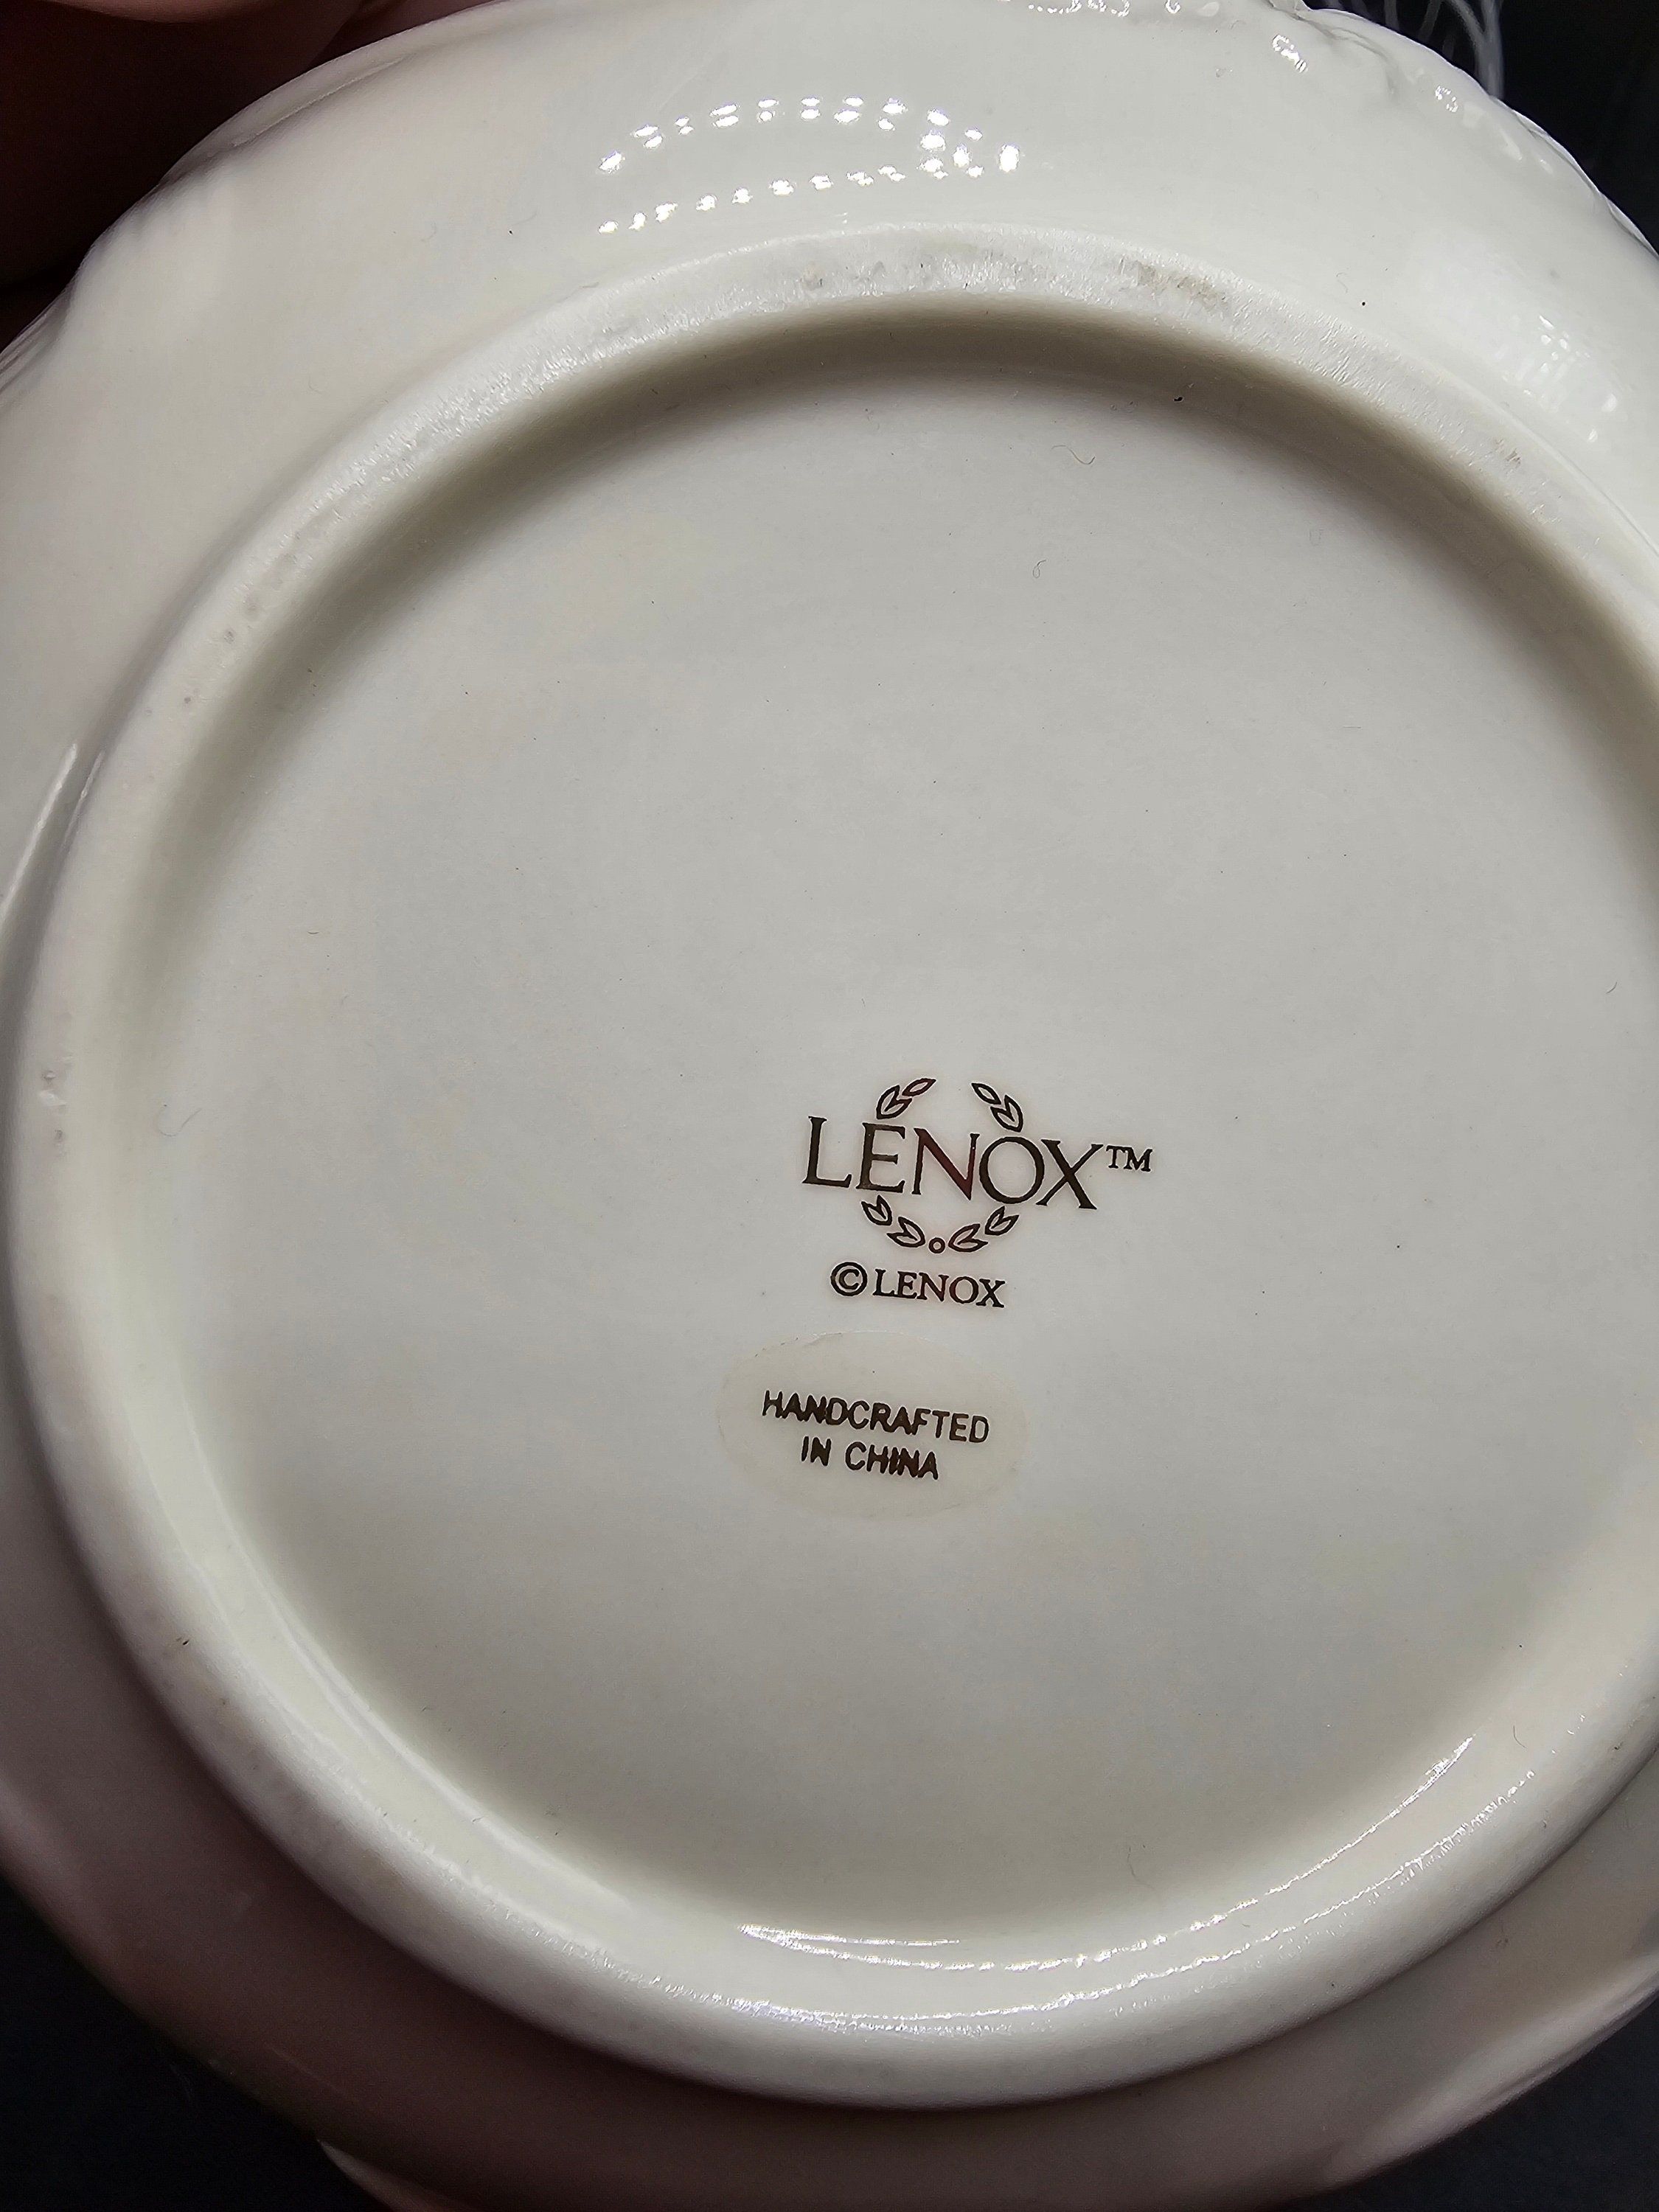 LENOX™
©LENOX
HANDCRAFTED
IN CHINA